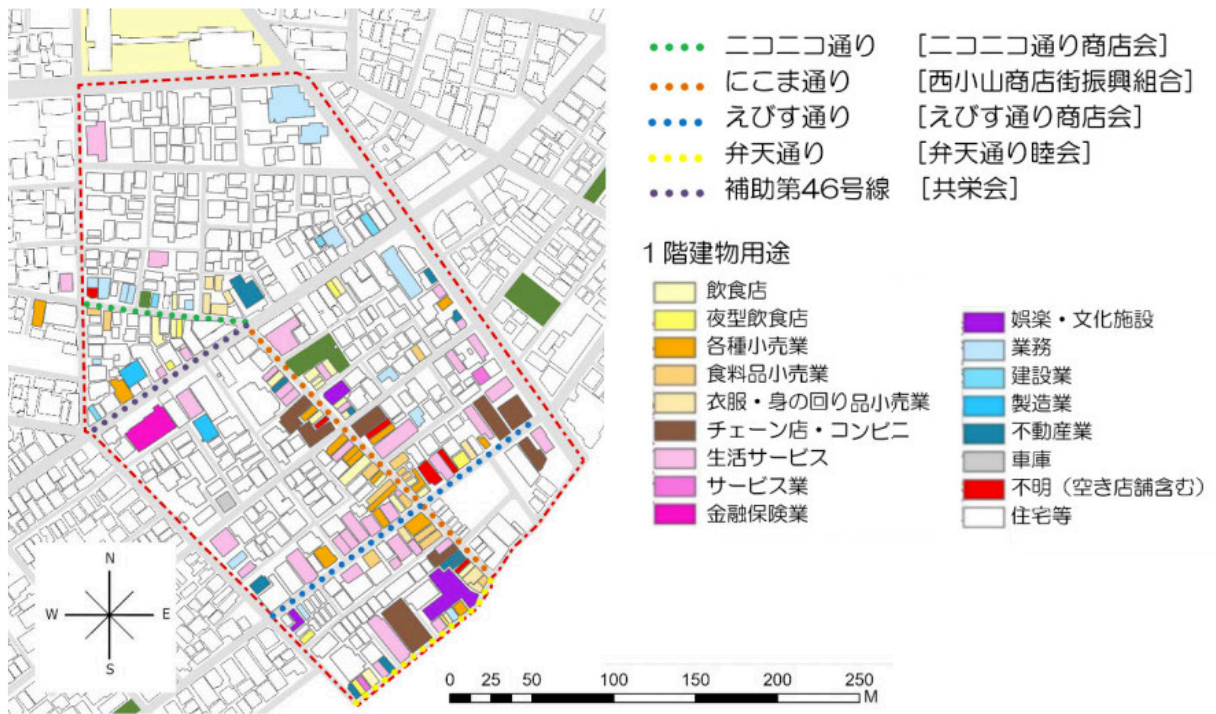 ニコニコ通り [ニコニコ通り商店会]
にこま通り [西小山商店街振興組合]
えびす通り [えびす通り商店会]
弁天通り [弁天通り睦会]
補助第46号線 [共栄会]
1階建物用途
飲食店
夜型飲食店
各種小売業
食料品小売業
衣服・身の回り品小売業
チェーン店・コンビニ
生活サービス
サービス業
金融保険業
娯楽・文化施設
業務
建設業
製造業
不動産業
車庫
不明（空き店舗含む）
住宅等
N
W E
S
0 25 50 100 150 200 250
M